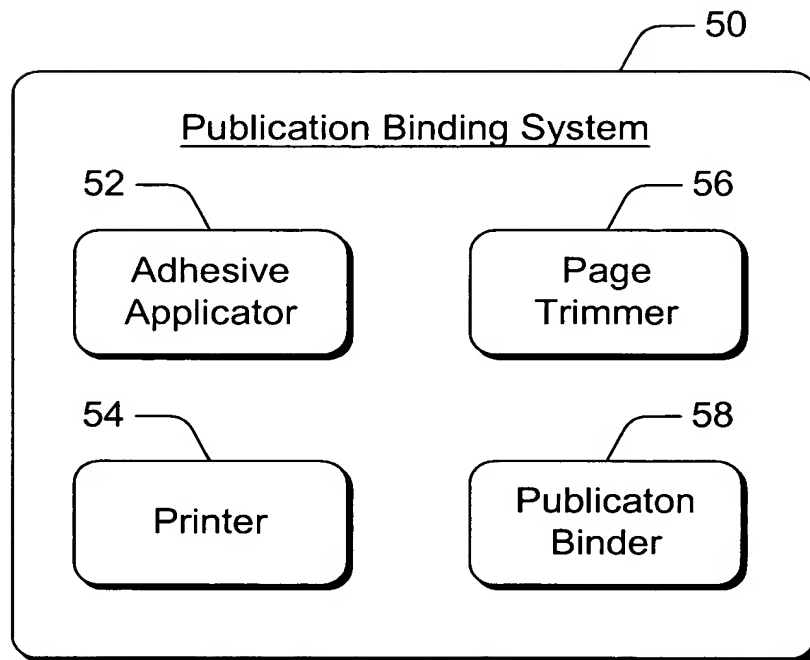 50
Publication Binding System
52
56
Adhesive
Applicator
Page
Trimmer
54
58
Printer
Publicaton
Binder